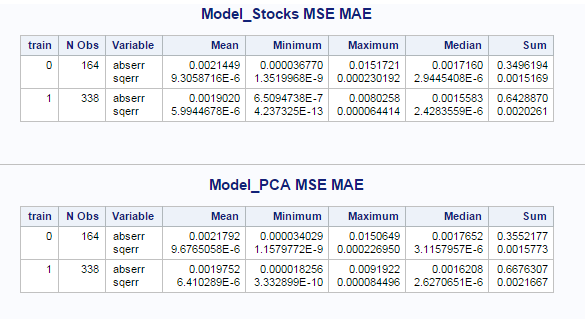 Model_Stocks MSE MAE
train N Obs Variable Mean Minimum Maximum Median Sum
0 164 abserr 0.0021449 0.000036770 0.0151721 0.0017160 0.3496194
sqerr 9.3058716E-6 1.3519968E-9 0.000230192 2.9445408E-6 0.0015169
1 338 abserr 0.0019020 6.5094738E-7 0.0080258 0.0015583 0.6428870
sqerr 5.9944678E-6 4.237325E-13 0.000064414 2.4283559E-6 0.0020261
Model_PCA MSE MAE
train N Obs Variable Mean Minimum Maximum Median Sum
0 164 abserr 0.0021792 0.000034029 0.0150649 0.0017652 0.3552177
sqerr 9.6765058E-6 1.1579772E-9 0.000226950 3.1157957E-6 0.0015773
1 338 abserr 0.0019752 0.000018256 0.0091922 0.0016208 0.6676307
sqerr 6.410289E-6 3.332899E-10 0.000084496 2.6270651E-6 0.0021667